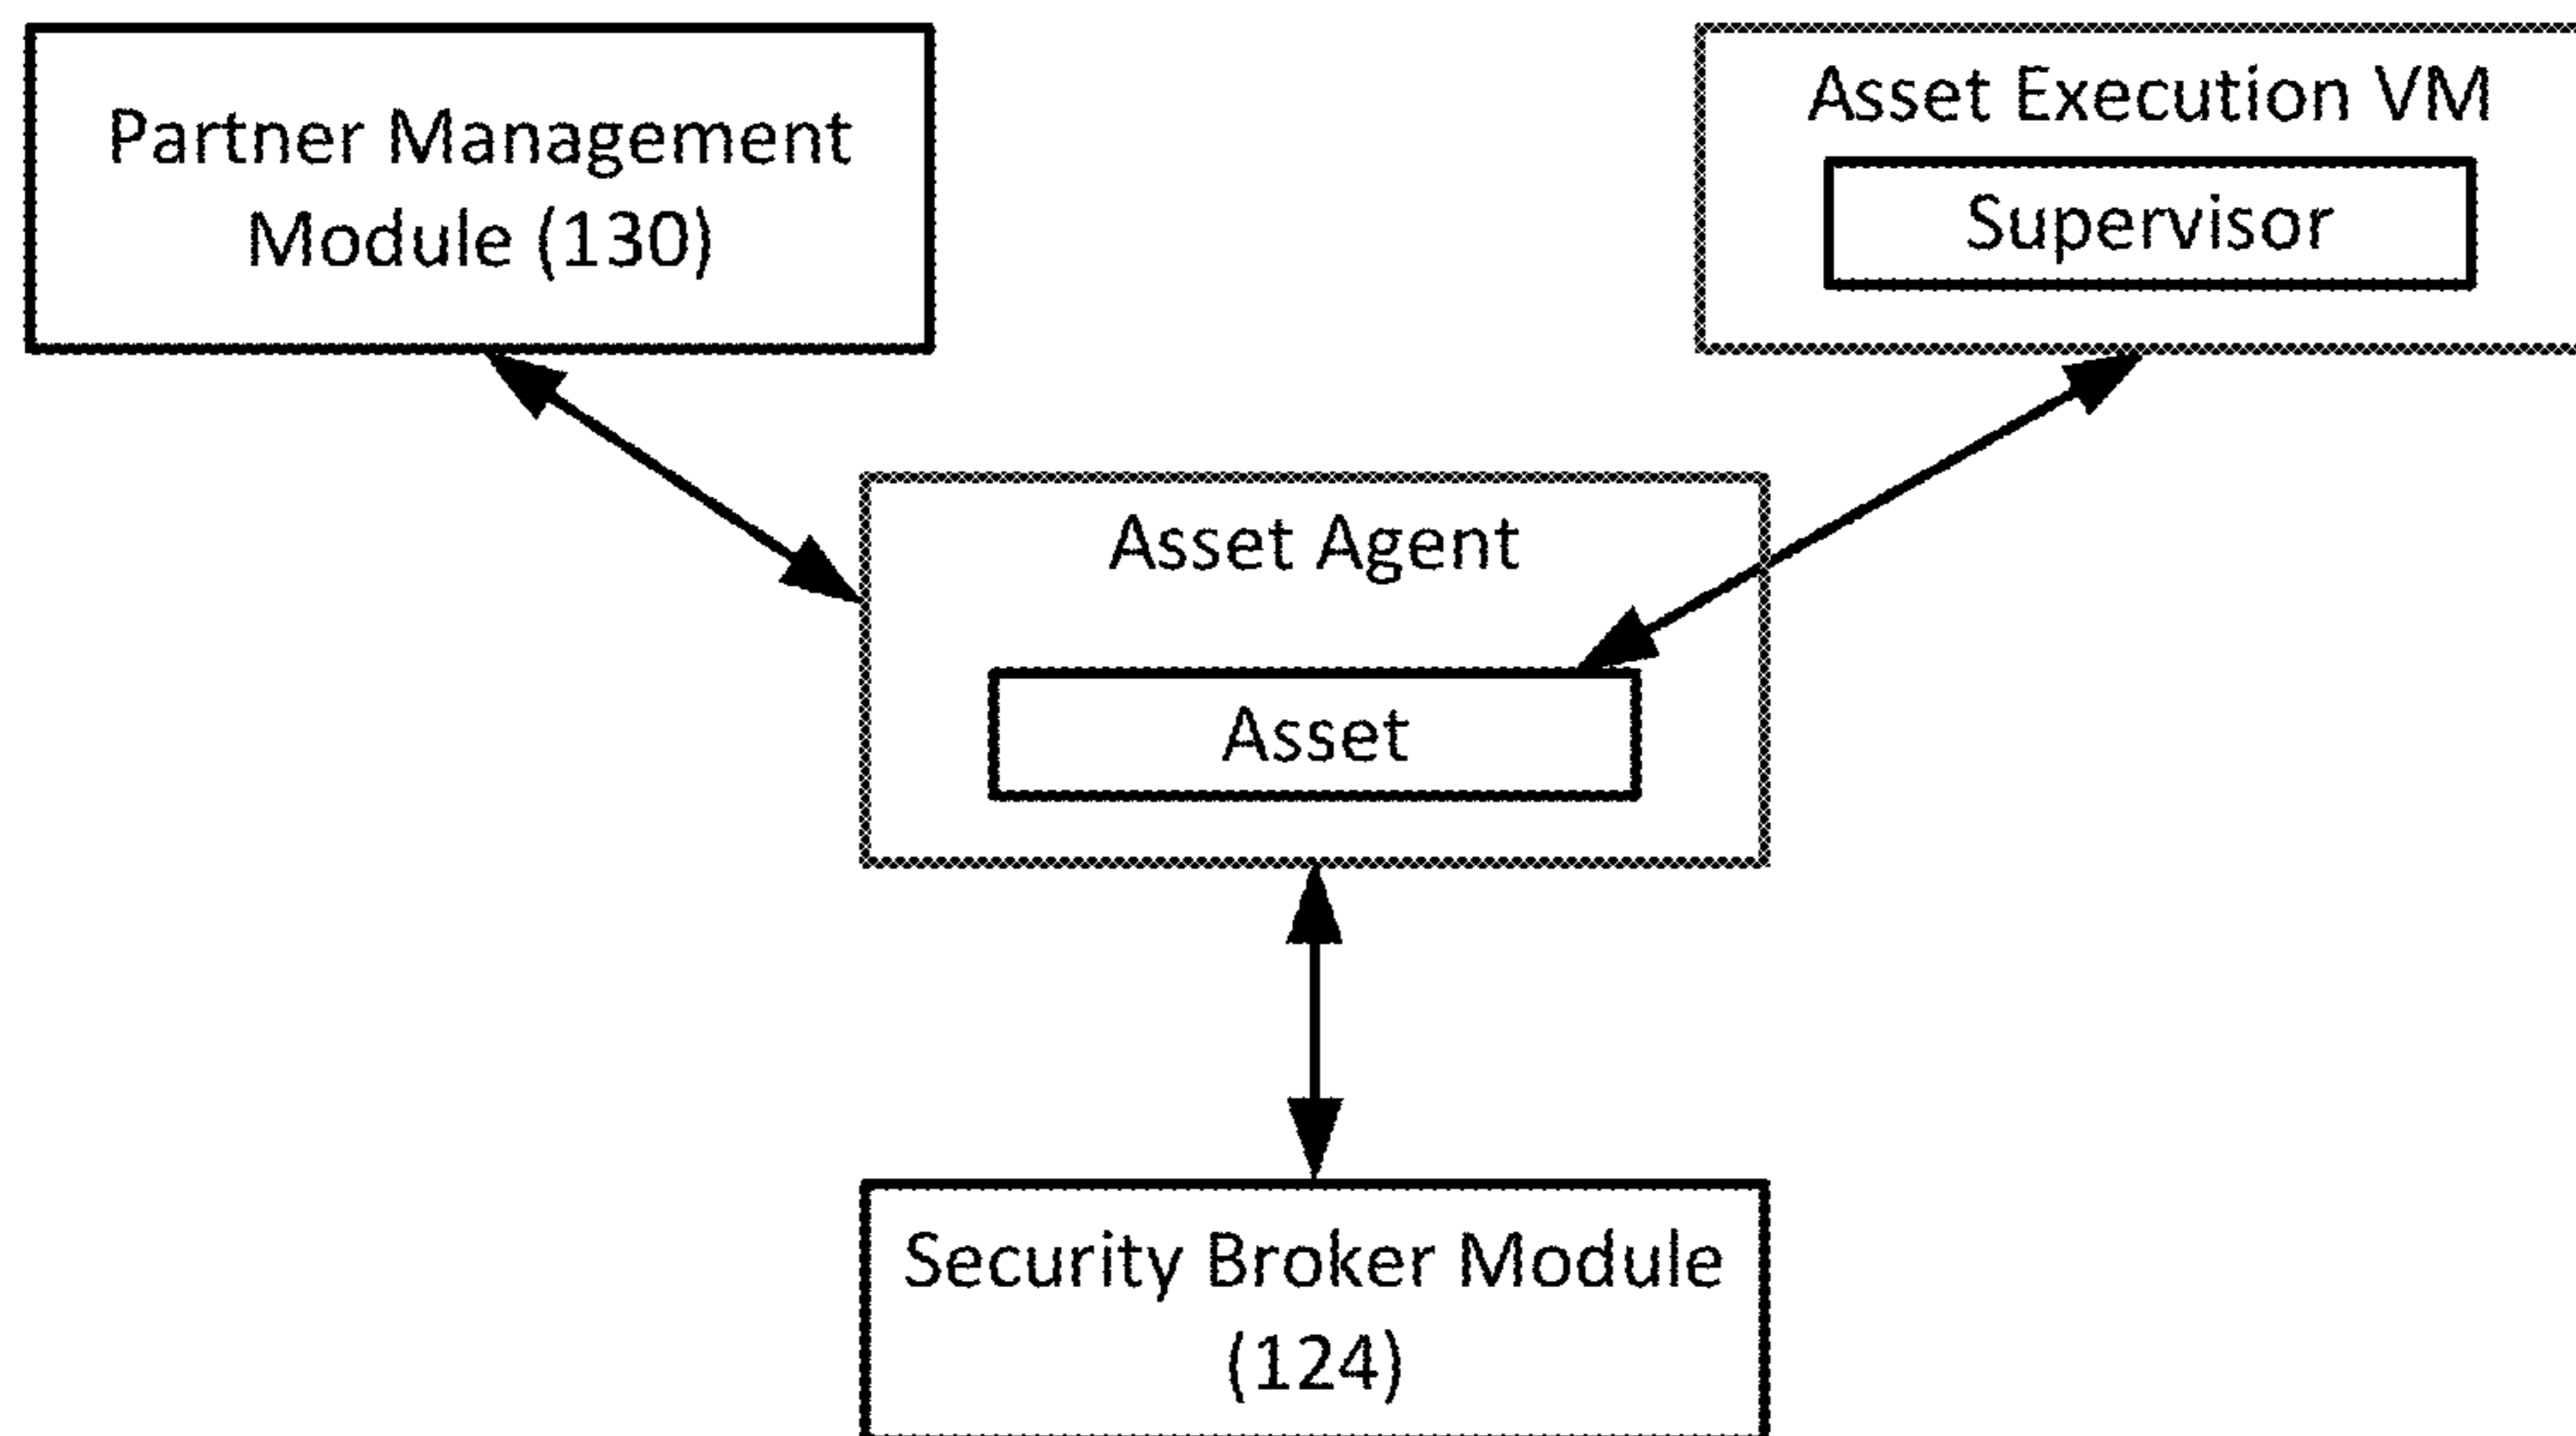 Partner Management
Module (130)
Asset Execution VM
Supervisor
Asset Agent
Asset
Security Broker Module
(124)